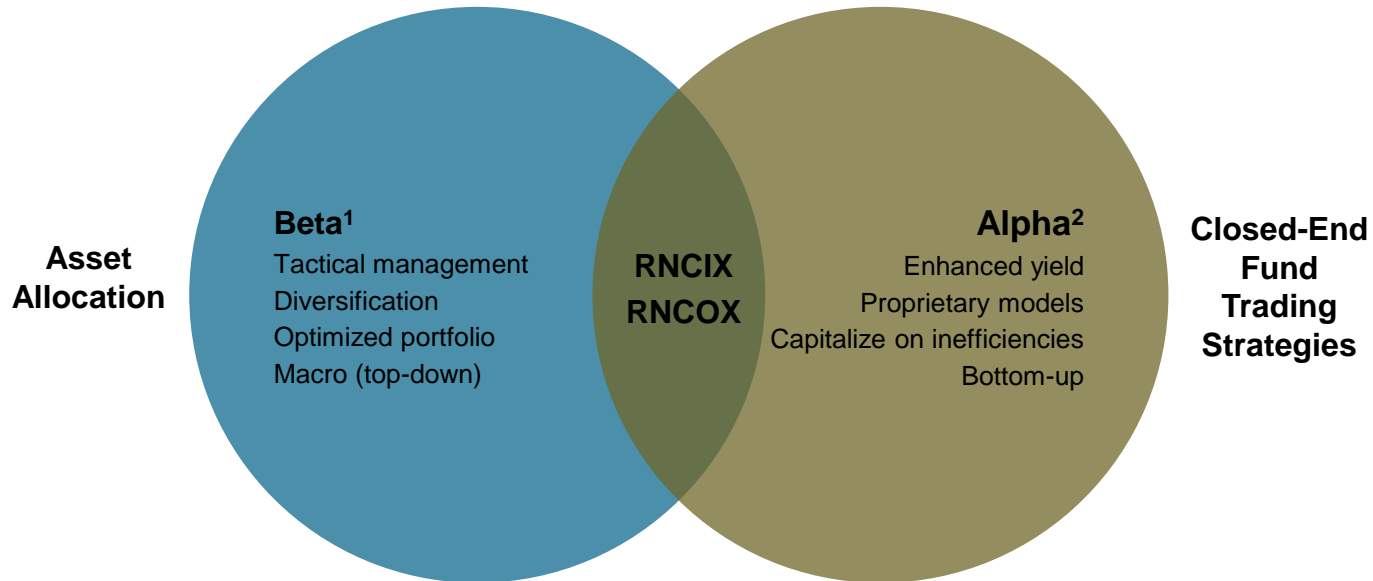 Asset
Allocation
Beta¹
Tactical management
Diversification
Optimized portfolio
Macro (top-down)
RNCIX
RNCOX
Alpha²
Enhanced yield
Proprietary models
Capitalize on inefficiencies
Bottom-up
Closed-End
Fund
Trading
Strategies